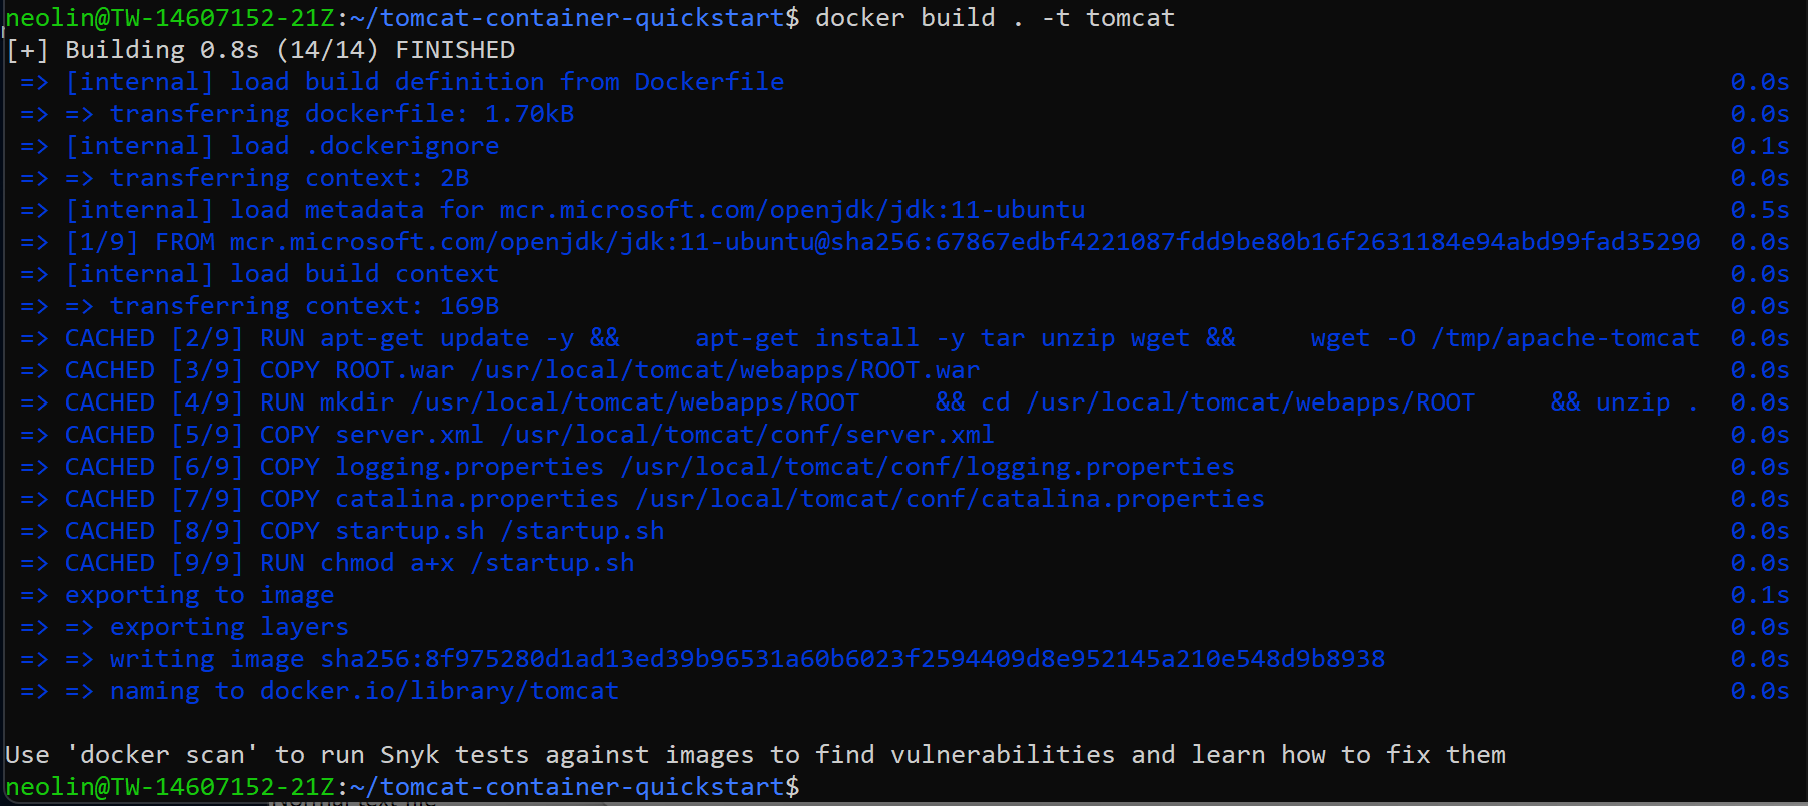 neolin@TW-14607152-21Z:~/tomcat-container-quickstart$ docker build . -t tomcat
[+] Building 0.8s (14/14) FINISHED
=> [internal] load build definition from Dockerfile 0.0s
=> => transferring dockerfile: 1.70kB 0.0s
=> [internal] load .dockerignore 0.1s
=> => transferring context: 2B 0.0s
=> [internal] load metadata for mcr.microsoft.com/openjdk/jdk:11-ubuntu 0.5s
=> [1/9] FROM mcr.microsoft.com/openjdk/jdk:11-ubuntu@sha256:67867edbf4221087fdd9be80b16f2631184e94abd99fad35290 0.0s
=> [internal] load build context 0.0s
=> => transferring context: 169B 0.0s
=> CACHED [2/9] RUN apt-get update -y &&     apt-get install -y tar unzip wget &&     wget -O /tmp/apache-tomcat 0.0s
=> CACHED [3/9] COPY ROOT.war /usr/local/tomcat/webapps/ROOT.war 0.0s
=> CACHED [4/9] RUN mkdir /usr/local/tomcat/webapps/ROOT     && cd /usr/local/tomcat/webapps/ROOT     && unzip . 0.0s
=> CACHED [5/9] COPY server.xml /usr/local/tomcat/conf/server.xml 0.0s
=> CACHED [6/9] COPY logging.properties /usr/local/tomcat/conf/logging.properties 0.0s
=> CACHED [7/9] COPY catalina.properties /usr/local/tomcat/conf/catalina.properties 0.0s
=> CACHED [8/9] COPY startup.sh /startup.sh 0.0s
=> CACHED [9/9] RUN chmod a+x /startup.sh 0.0s
=> exporting to image 0.1s
=> => exporting layers 0.0s
=> => writing image sha256:8f975280d1ad13ed39b96531a60b6023f2594409d8e952145a210e548d9b8938 0.0s
=> => naming to docker.io/library/tomcat 0.0s
Use 'docker scan' to run Snyk tests against images to find vulnerabilities and learn how to fix them
neolin@TW-14607152-21Z:~/tomcat-container-quickstart$